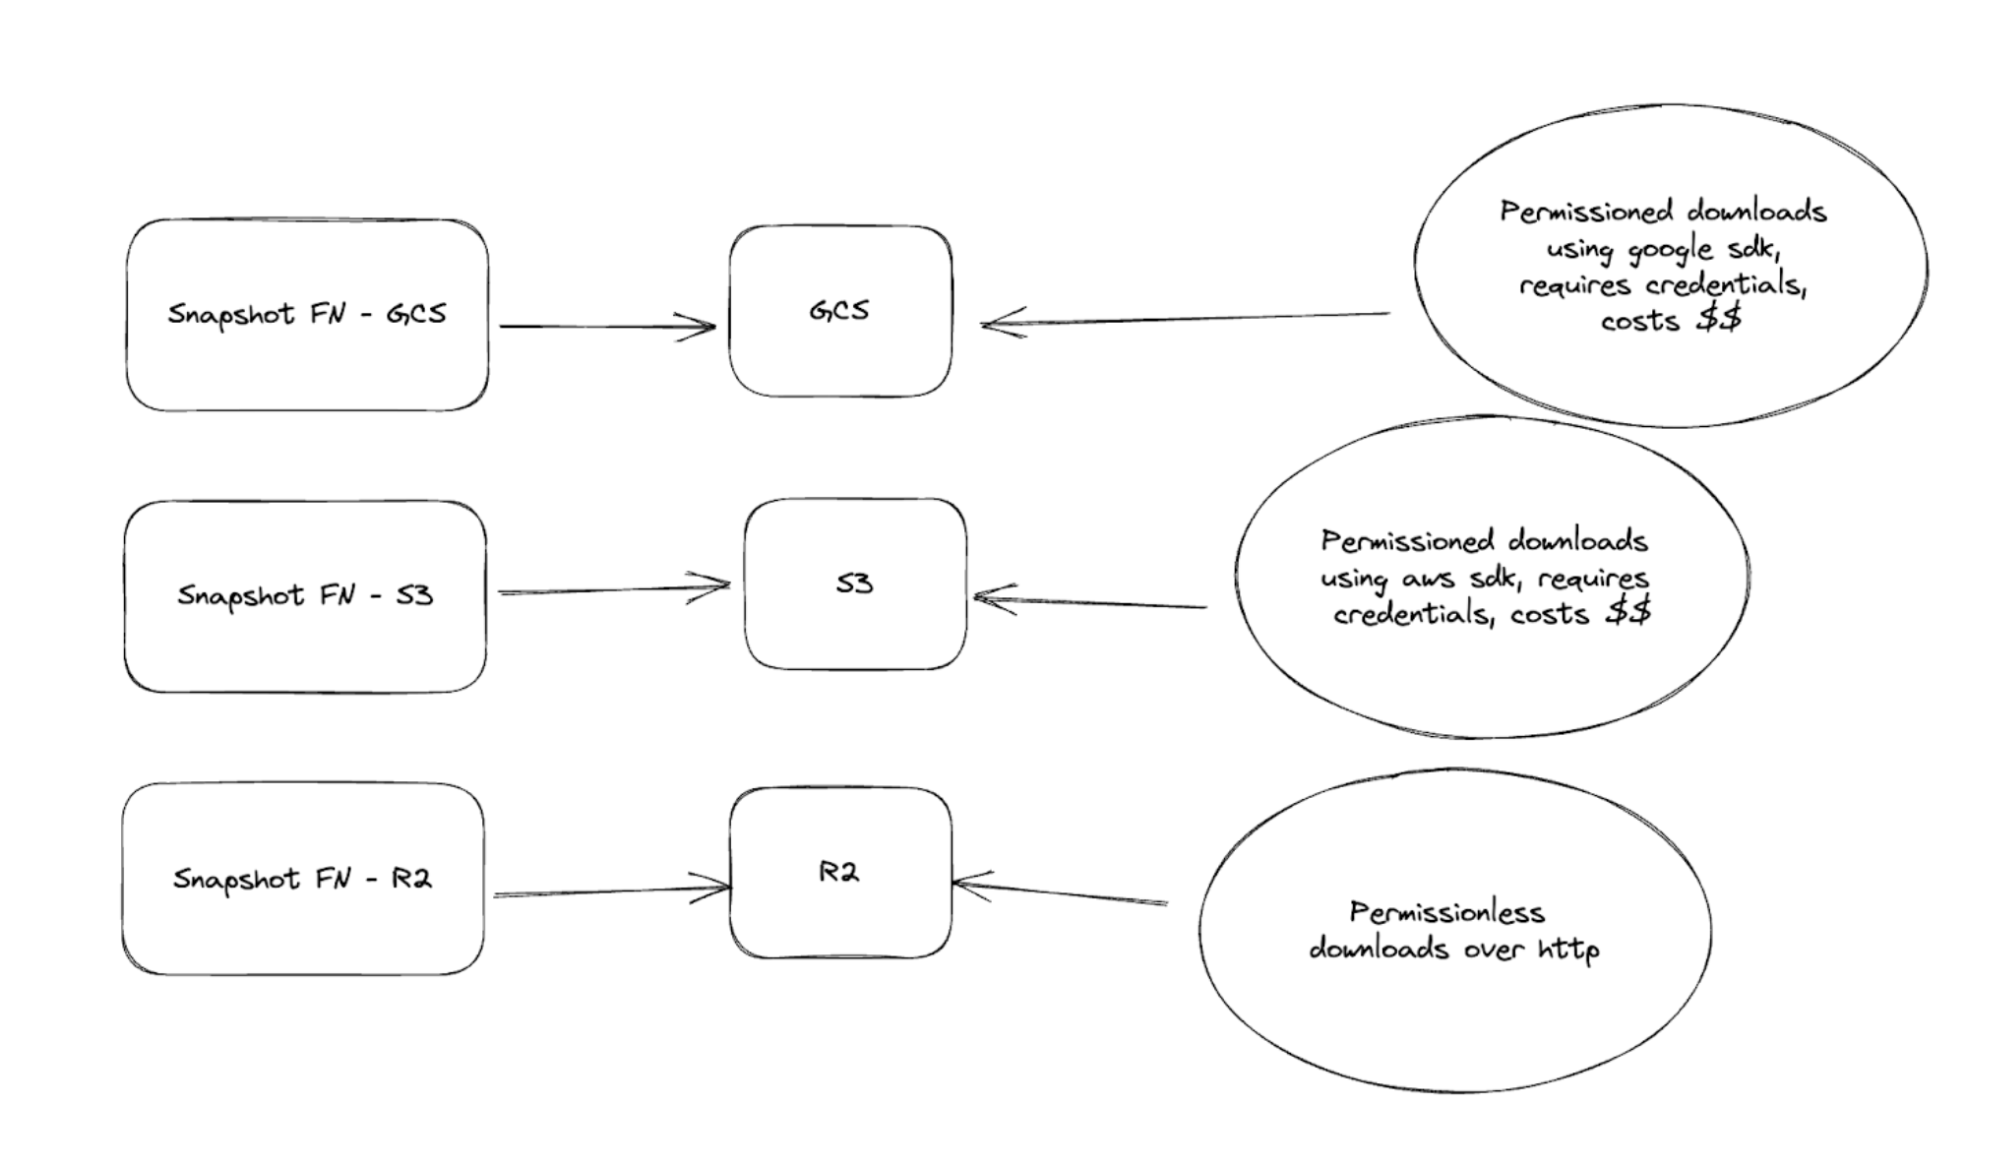 Snapshot FN - GCS
GCS
Permissioned downloads
using google sdk,
requires credentials,
costs $$
Snapshot FN - S3
S3
Permissioned downloads
using aws sdk, requires
credentials, costs $$
Snapshot FN - R2
R2
Permissionless
downloads over http